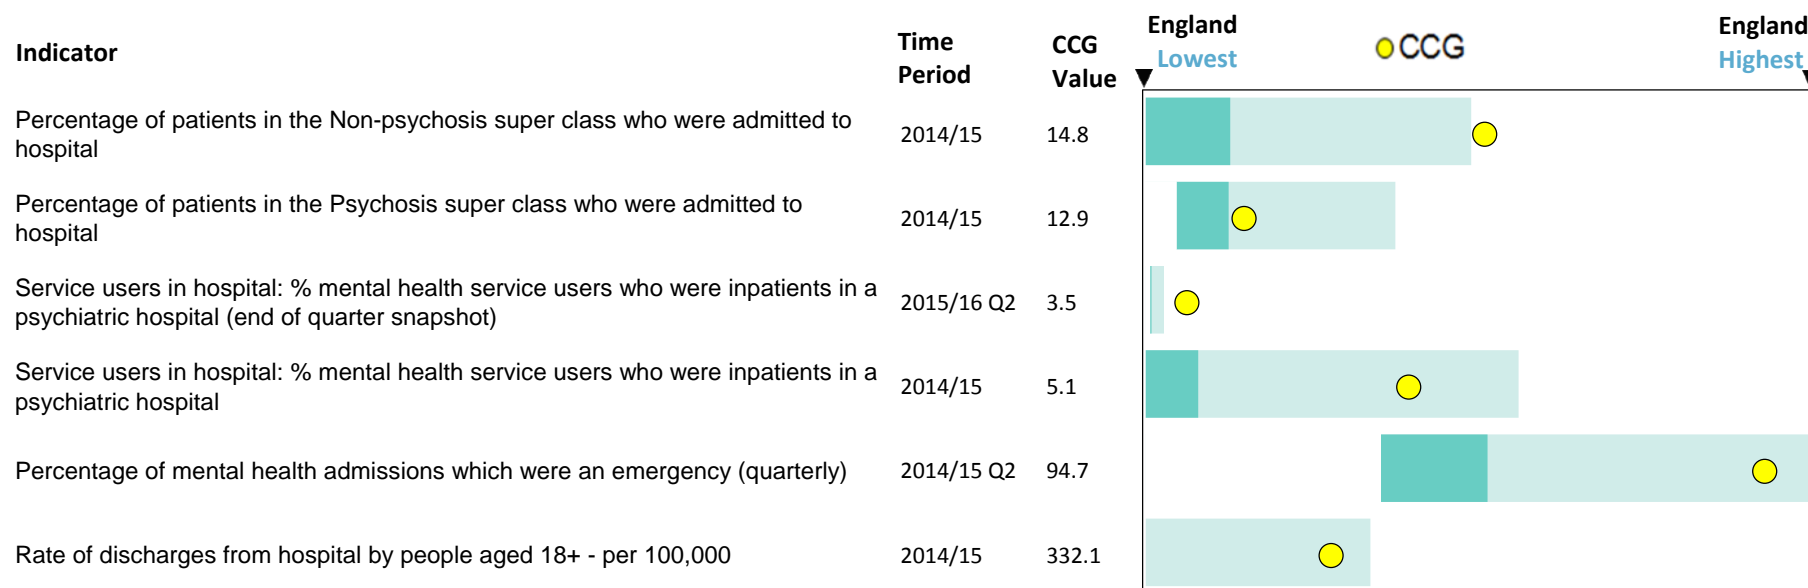 Indicator
Time
Period
CCG
Value
England
Lowest
CCG
England
Highest
Percentage of patients in the Non-psychosis super class who were admitted to
hospital
2014/15
14.8
Percentage of patients in the Psychosis super class who were admitted to
hospital
2014/15
12.9
Service users in hospital: % mental health service users who were inpatients in a
psychiatric hospital (end of quarter snapshot)
2015/16 Q2
3.5
Service users in hospital: % mental health service users who were inpatients in a
psychiatric hospital
2014/15
5.1
Percentage of mental health admissions which were an emergency (quarterly)
2014/15 Q2
94.7
Rate of discharges from hospital by people aged 18+ - per 100,000
2014/15
332.1